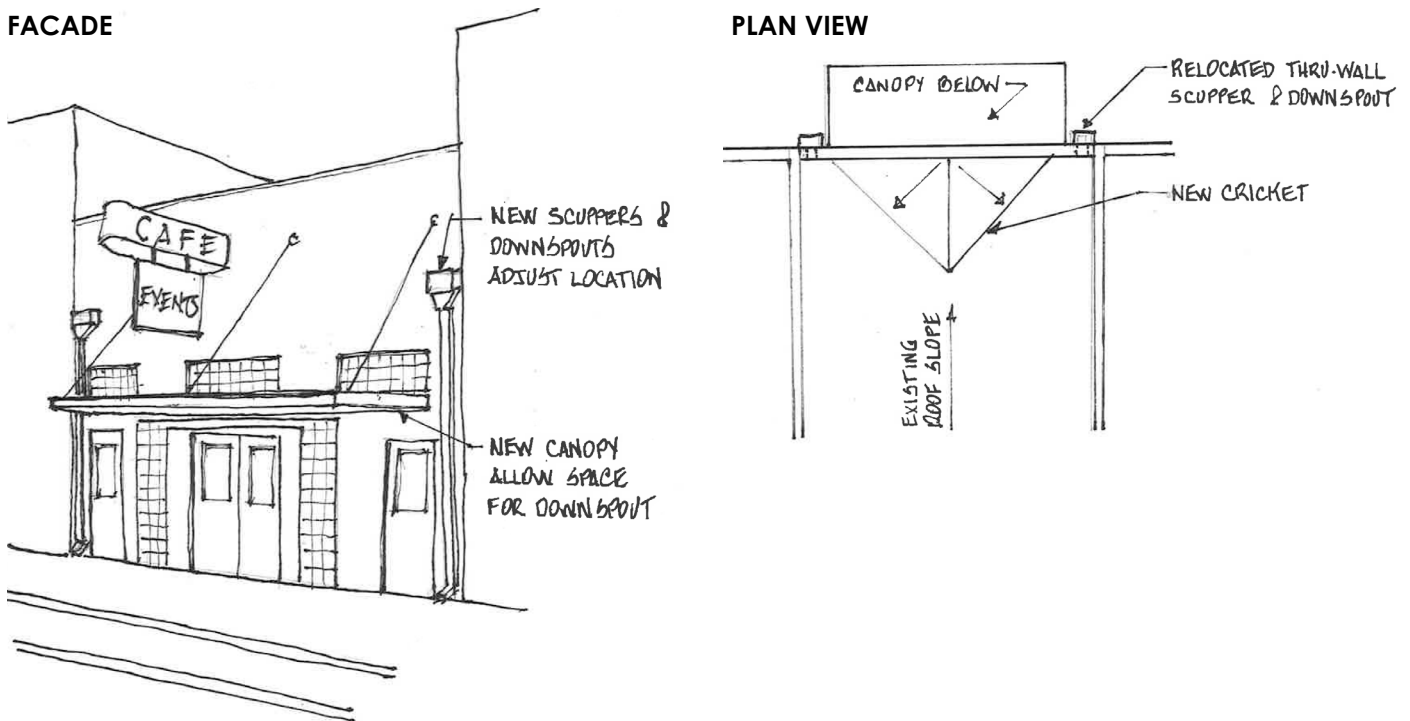 FACADE
CAFE
EVENTS
NEW SCUPPERS &
DOWNSPOUTS
ADJUST LOCATION
NEW CANOPY
ALLOW SPACE
FOR DOWNSPOUT
PLAN VIEW
CANOPY BELOW
RELOCATED THRU-WALL
SCUPPER & DOWNSPOUT
NEW CRICKET
EXISTING
ROOF SLOPE